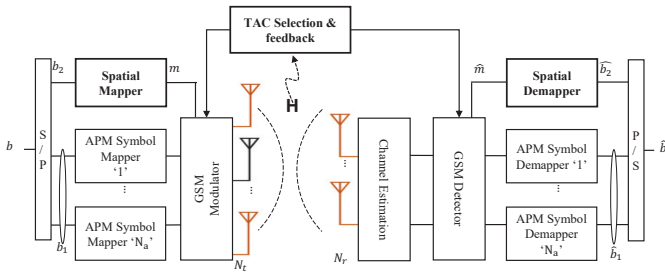 TAC Selection &
feedback
b₂
Spatial
Mapper
m
m̂
Spatial
Demapper
b̂₂
H
b
S
/
P
APM Symbol
Mapper
‘1’
⋮
APM Symbol
Mapper ‘Nₐ’
b₁
GSM
Modulator
...
Nₜ
...
Nᵣ
Channel Estimation
GSM Detector
APM Symbol
Demapper ‘1’
⋮
APM Symbol
Demapper
‘Nₐ’
b̂₁
P
/
S
b̂